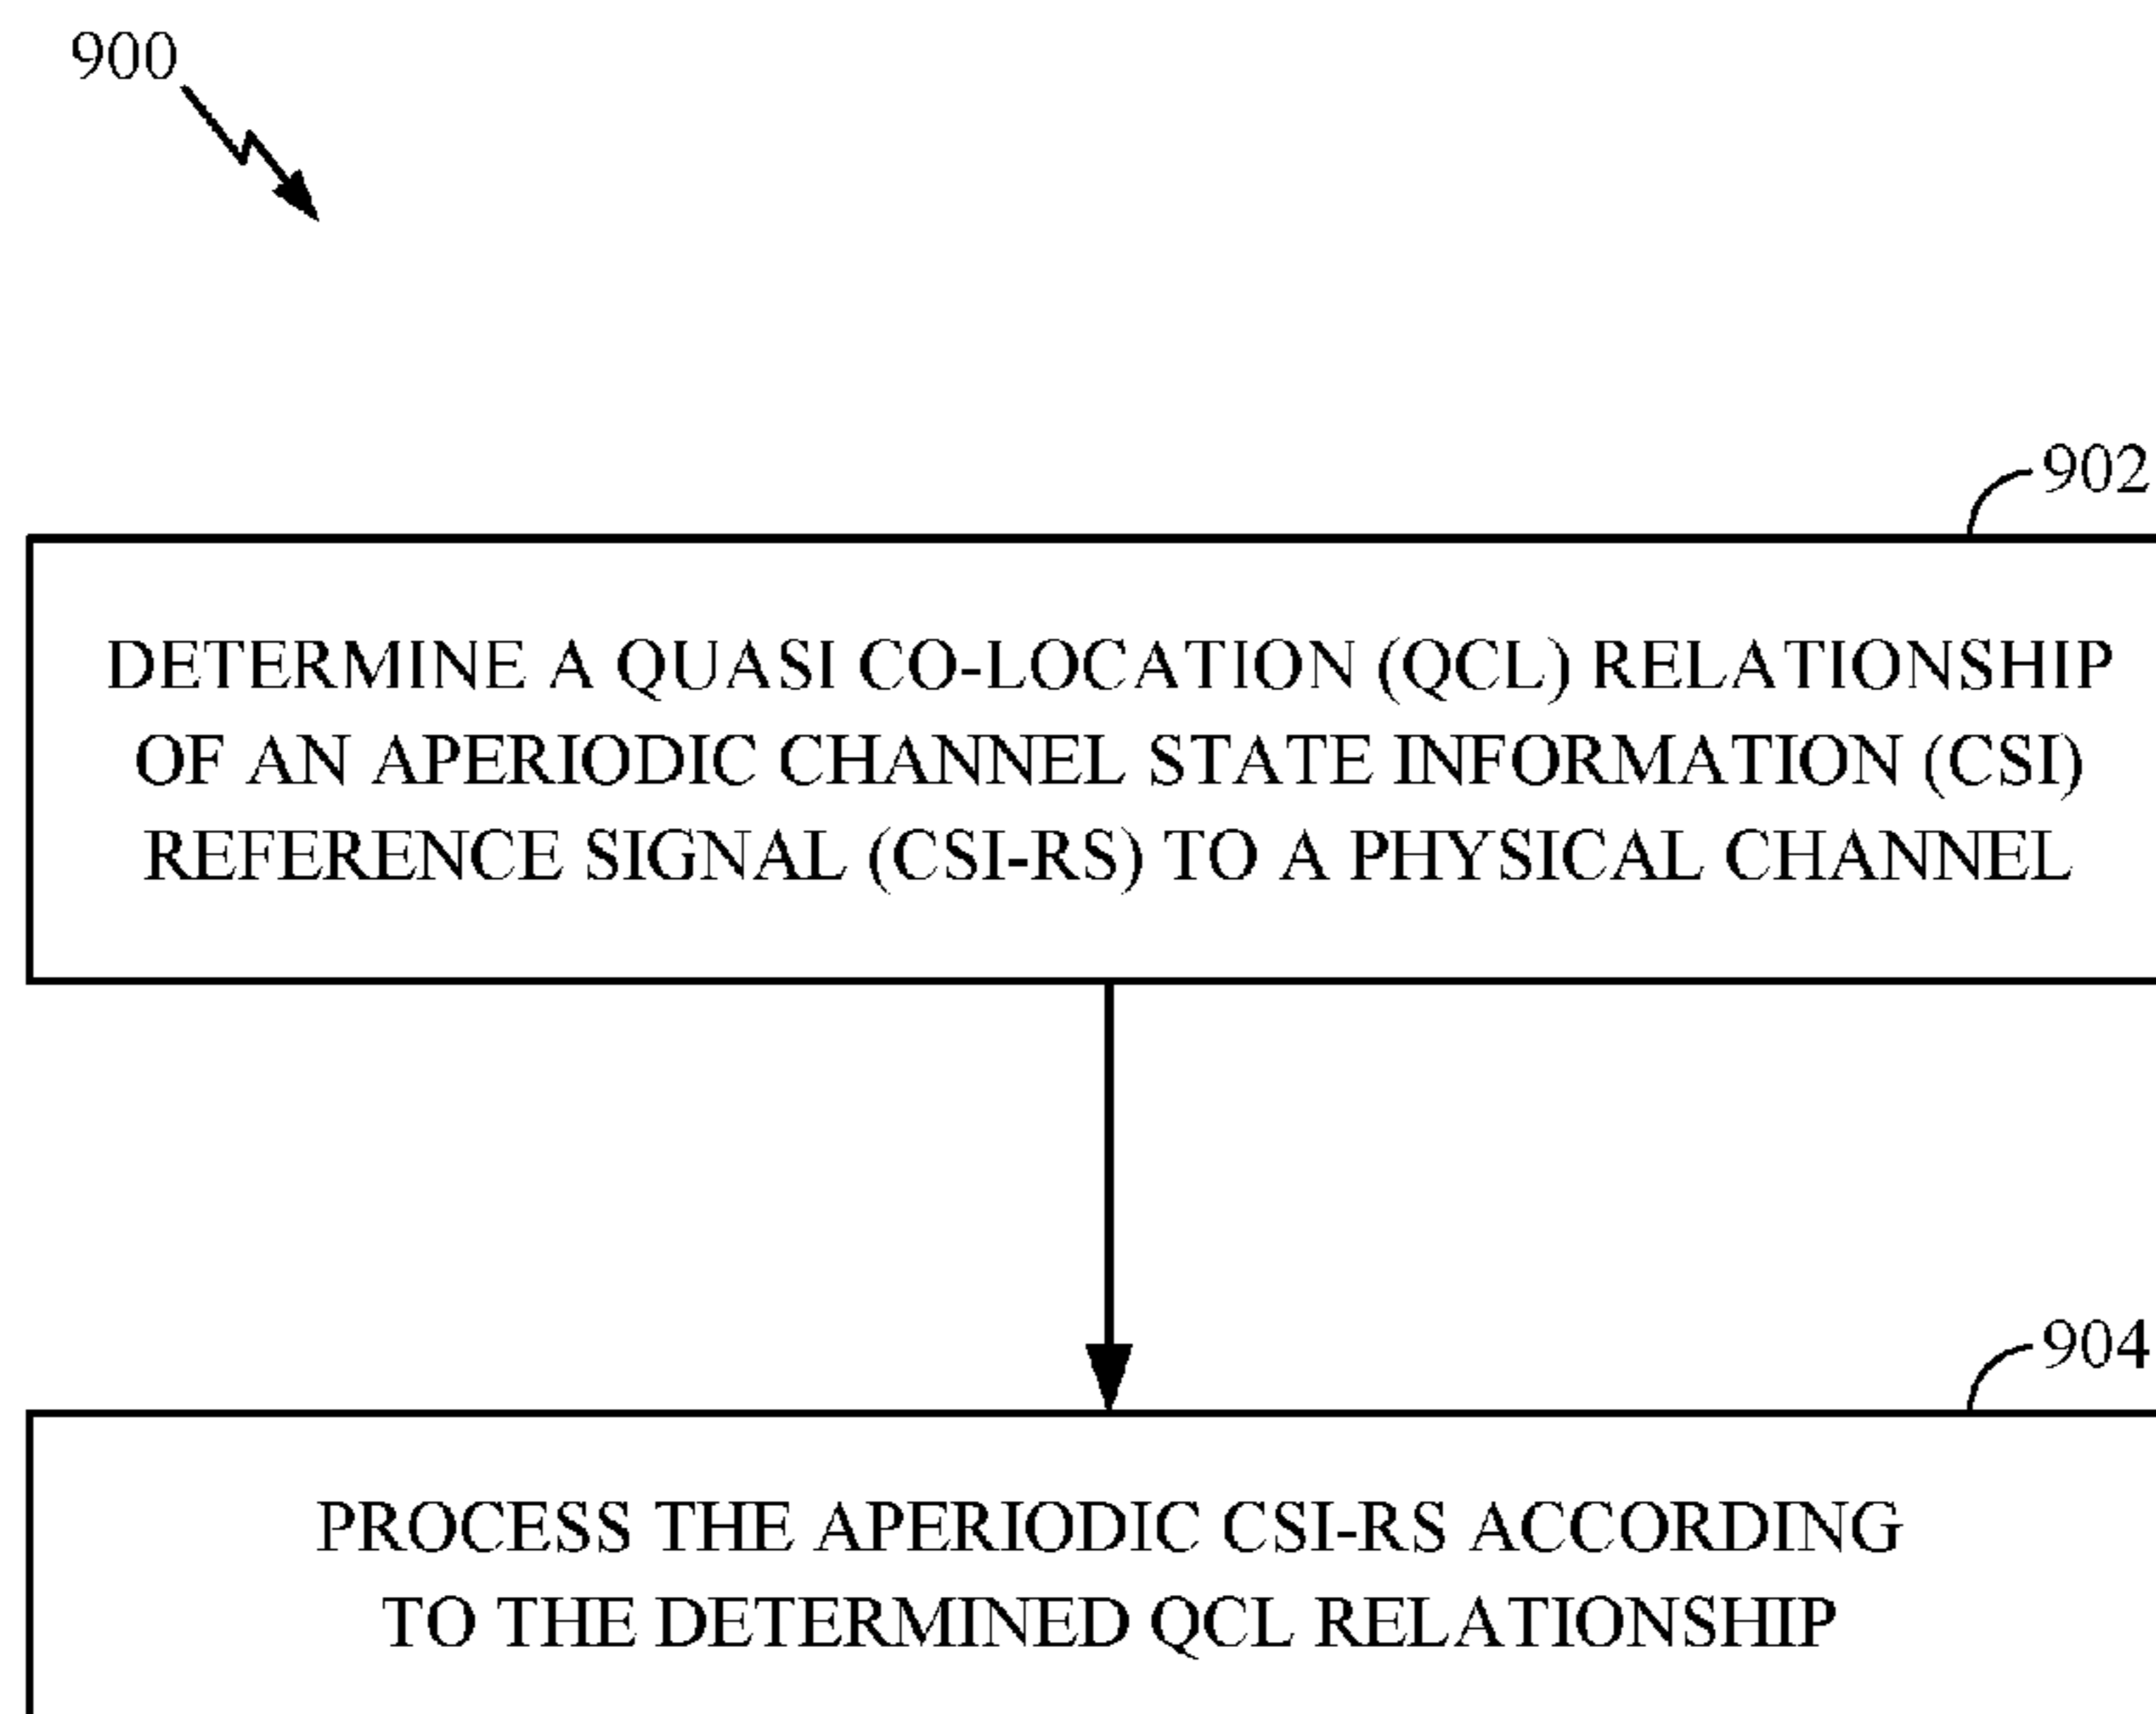 900
902
DETERMINE A QUASI CO-LOCATION (QCL) RELATIONSHIP
OF AN APERIODIC CHANNEL STATE INFORMATION (CSI)
REFERENCE SIGNAL (CSI-RS) TO A PHYSICAL CHANNEL
904
PROCESS THE APERIODIC CSI-RS ACCORDING
TO THE DETERMINED QCL RELATIONSHIP